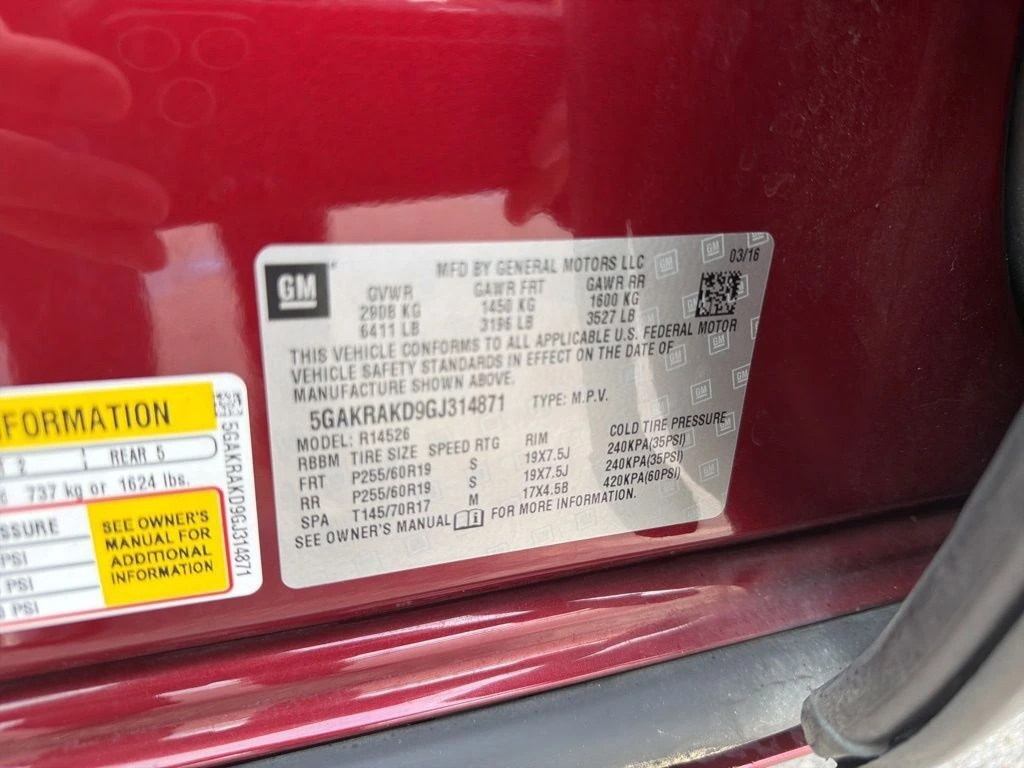 GM
MFD BY GENERAL MOTORS LLC
03/16
GVWR GAWR FRT GAWR RR
2908 KG 1450 KG 1600 KG
6411 LB 3196 LB 3527 LB
THIS VEHICLE CONFORMS TO ALL APPLICABLE U.S. FEDERAL MOTOR
VEHICLE SAFETY STANDARDS IN EFFECT ON THE DATE OF
MANUFACTURE SHOWN ABOVE.
5GAKRAKD9GJ314871 TYPE: M.P.V.
MODEL: R14526
RBBM TIRE SIZE SPEED RTG RIM COLD TIRE PRESSURE
FRT P255/60R19 S 19X7.5J 240KPA(35PSI)
RR P255/60R19 S 19X7.5J 240KPA(35PSI)
SPA T145/70R17 M 17X4.5B 420KPA(60PSI)
SEE OWNER'S MANUAL FOR MORE INFORMATION.
FORMATION
2 REAR 5
737 kg or 1624 lbs.
SSURE
PSI
PSI
PSI
SEE OWNER'S
MANUAL FOR
ADDITIONAL
INFORMATION
5GAKRAKD9GJ314871